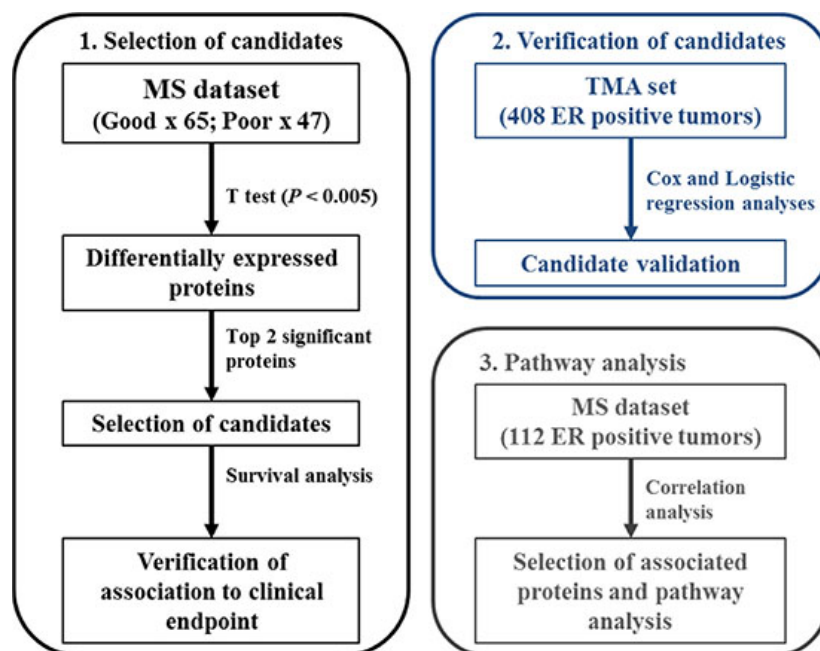 1. Selection of candidates
MS dataset
(Good x 65; Poor x 47)
T test (P < 0.005)
Differentially expressed
proteins
Top 2 significant
proteins
Selection of candidates
Survival analysis
Verification of
association to clinical
endpoint
2. Verification of candidates
TMA set
(408 ER positive tumors)
Cox and Logistic
regression analyses
Candidate validation
3. Pathway analysis
MS dataset
(112 ER positive tumors)
Correlation
analysis
Selection of associated
proteins and pathway
analysis